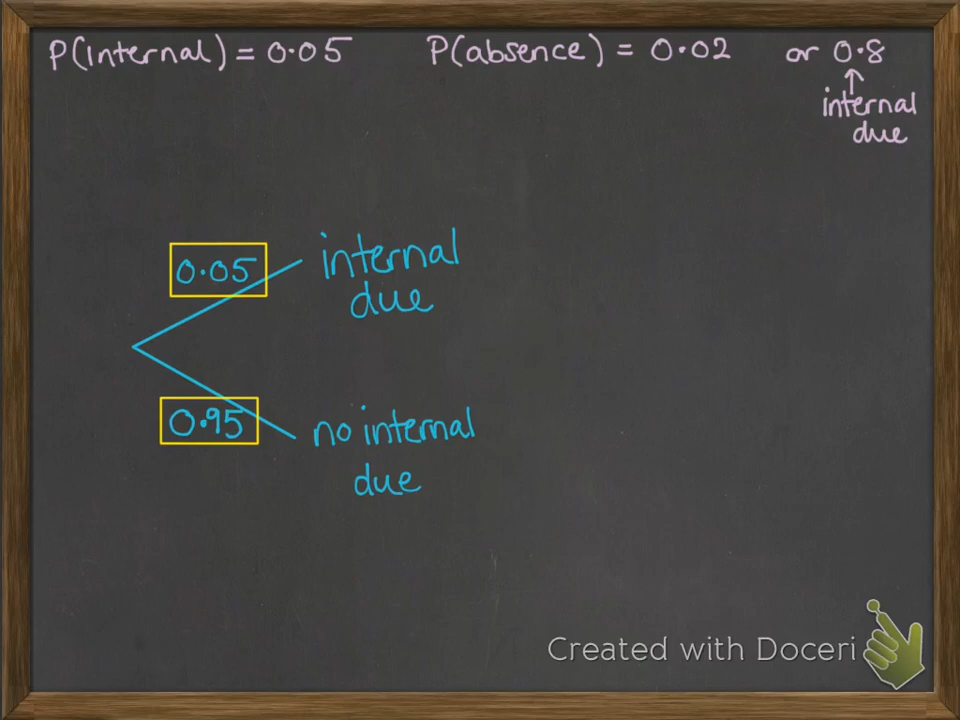 P(internal) = 0.05 P(absence) = 0.02 or 0.8
↑
internal
due
0.05 internal
due
0.95 no internal
due
Created with Doceri